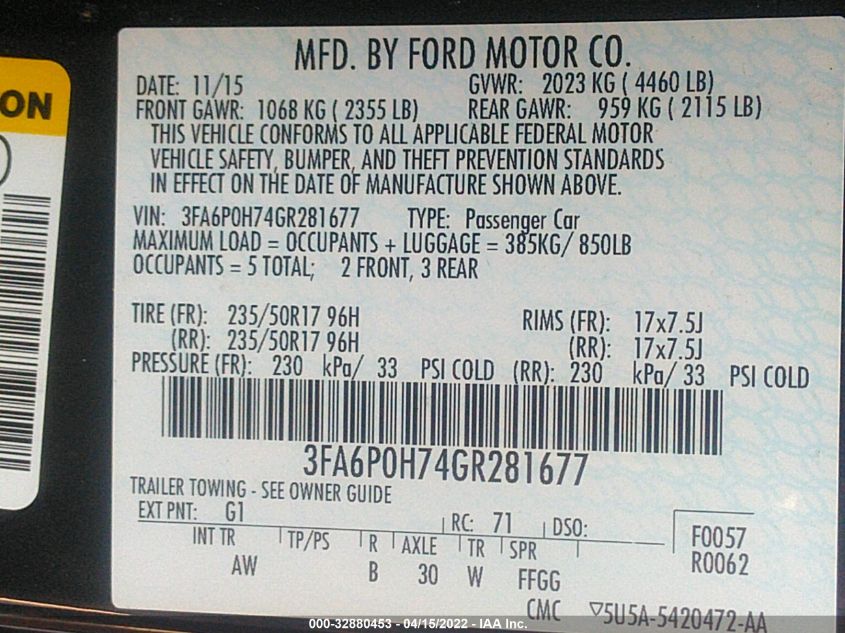 ON
MFD. BY FORD MOTOR CO.
DATE: 11/15 GVWR: 2023 KG ( 4460 LB)
FRONT GAWR: 1068 KG ( 2355 LB) REAR GAWR: 959 KG ( 2115 LB)
THIS VEHICLE CONFORMS TO ALL APPLICABLE FEDERAL MOTOR
VEHICLE SAFETY, BUMPER, AND THEFT PREVENTION STANDARDS
IN EFFECT ON THE DATE OF MANUFACTURE SHOWN ABOVE.
VIN: 3FA6P0H74GR281677 TYPE: Passenger Car
MAXIMUM LOAD = OCCUPANTS + LUGGAGE = 385KG/ 850LB
OCCUPANTS = 5 TOTAL; 2 FRONT, 3 REAR
TIRE (FR): 235/50R17 96H RIMS (FR): 17x7.5J
(RR): 235/50R17 96H (RR): 17x7.5J
PRESSURE (FR): 230 kPa/ 33 PSI COLD (RR): 230 kPa/ 33 PSI COLD
3FA6P0H74GR281677
TRAILER TOWING - SEE OWNER GUIDE
EXT PNT: G1 RC: 71 DSO: F0057
INT TR TP/PS R AXLE TR SPR R0062
AW B 30 W FFGG
CMC ▽5U5A-5420472-AA
000-32880453 - 04/15/2022 - IAA Inc.